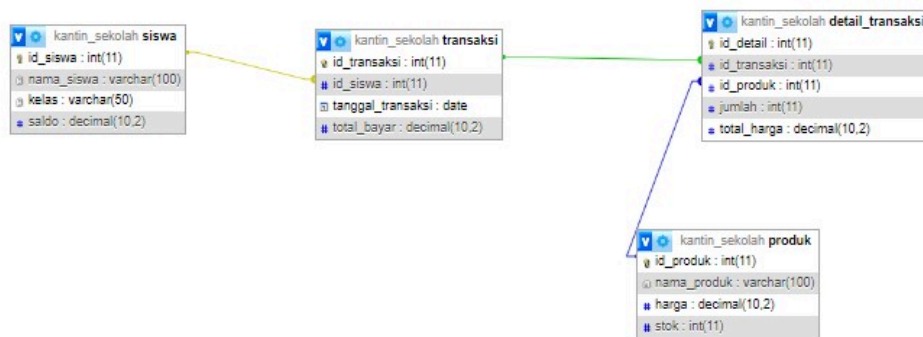 kantin_sekolah siswa
id_siswa : int(11)
nama_siswa : varchar(100)
kelas : varchar(50)
saldo : decimal(10,2)
kantin_sekolah transaksi
id_transaksi : int(11)
id_siswa : int(11)
tanggal_transaksi : date
total_bayar : decimal(10,2)
kantin_sekolah detail_transaksi
id_detail : int(11)
id_transaksi : int(11)
id_produk : int(11)
jumlah : int(11)
total_harga : decimal(10,2)
kantin_sekolah produk
id_produk : int(11)
nama_produk : varchar(100)
harga : decimal(10,2)
stok : int(11)